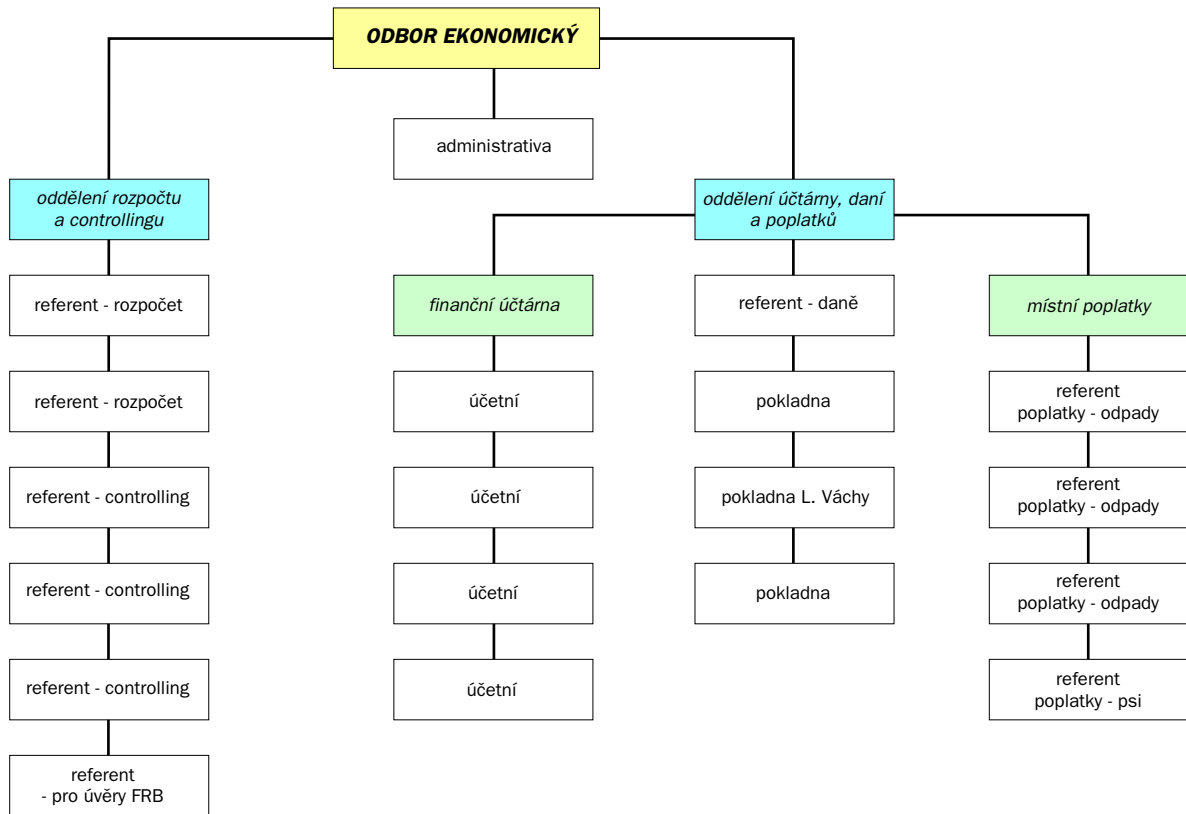 ODBOR EKONOMICKÝ
administrativa
oddělení rozpočtu
a controllingu
oddělení účtárny, daní
a poplatků
referent - rozpočet
finanční účtárna
referent - daně
místní poplatky
referent - rozpočet
účetní
pokladna
referent
poplatky - odpady
referent - controlling
účetní
pokladna L. Váchy
referent
poplatky - odpady
referent - controlling
účetní
pokladna
referent
poplatky - odpady
referent - controlling
účetní
referent
poplatky - psi
referent
- pro úvěry FRB